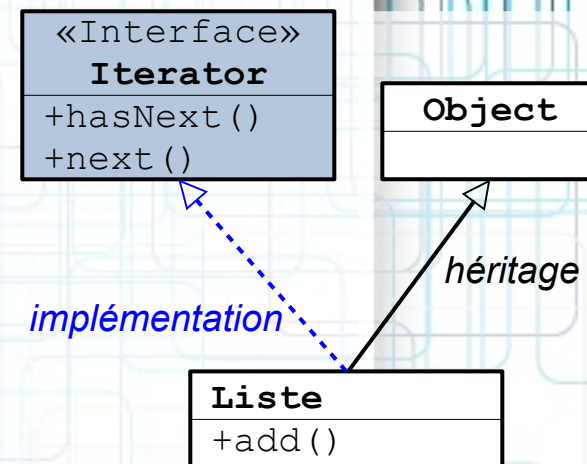 «Interface»
Iterator
+hasNext()
+next()
Object
héritage
implémentation
Liste
+add()